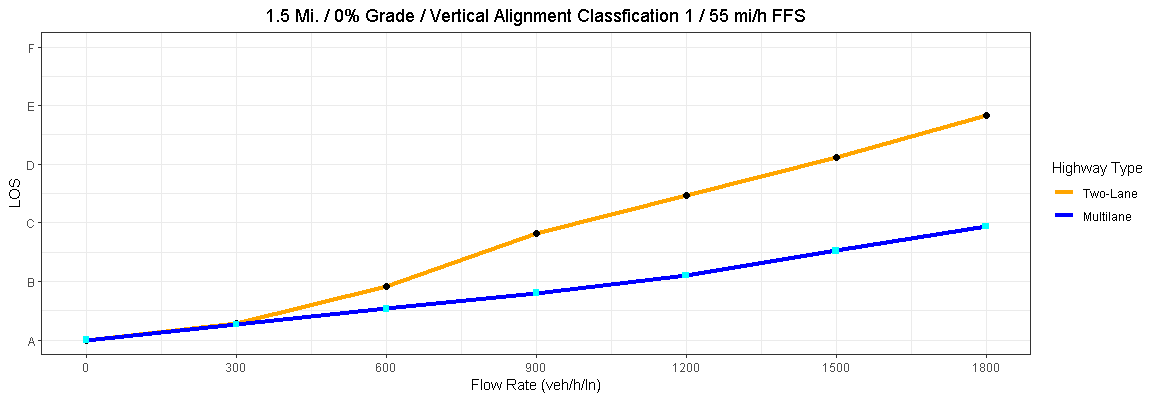 1.5 Mi. / 0% Grade / Vertical Alignment Classfication 1 / 55 mi/h FFS
F
E
D
C
B
A
LOS
0 300 600 900 1200 1500 1800
Flow Rate (veh/h/ln)
Highway Type
Two-Lane
Multilane